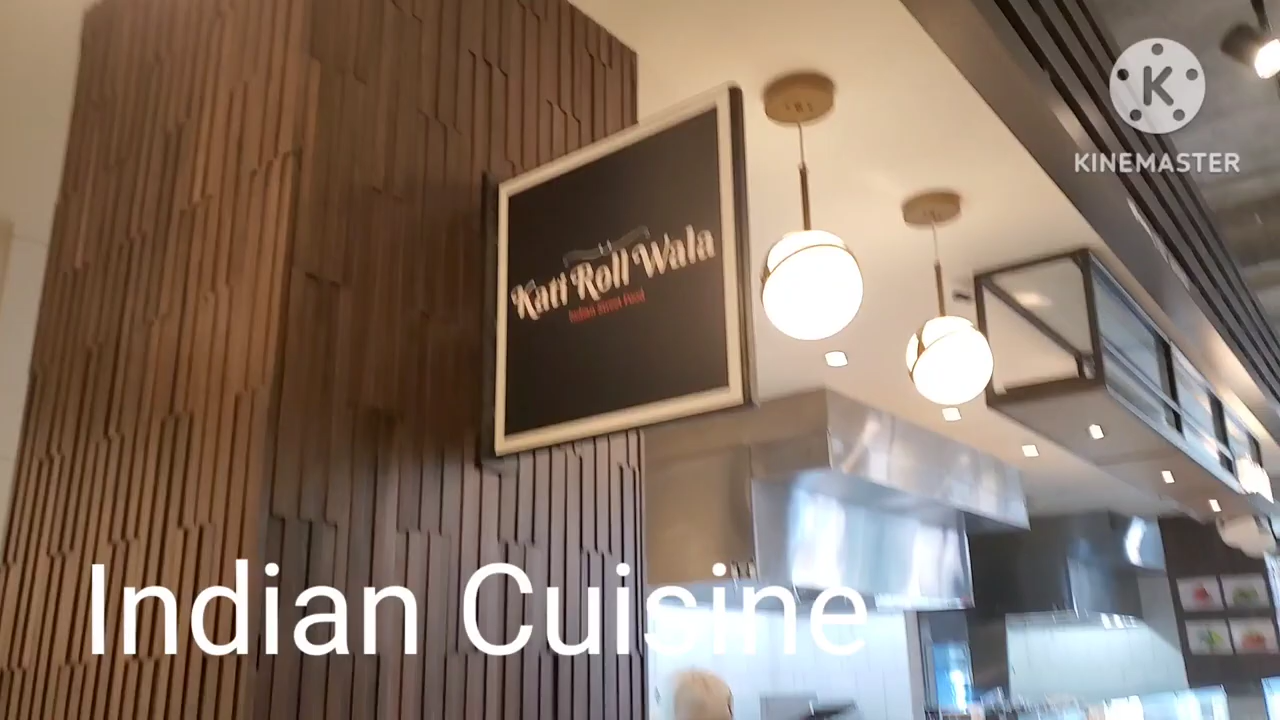 K
KINEMASTER
Kati Roll Wala
Indian Street Food
Indian Cuisine